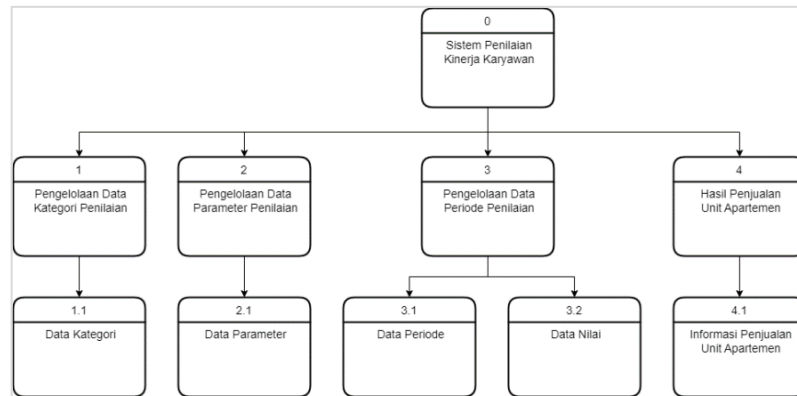 0
Sistem Penilaian
Kinerja Karyawan
1
Pengelolaan Data
Kategori Penilaian
2
Pengelolaan Data
Parameter Penilaian
3
Pengelolaan Data
Periode Penilaian
4
Hasil Penjualan
Unit Apartemen
1.1
Data Kategori
2.1
Data Parameter
3.1
Data Periode
3.2
Data Nilai
4.1
Informasi Penjualan
Unit Apartemen